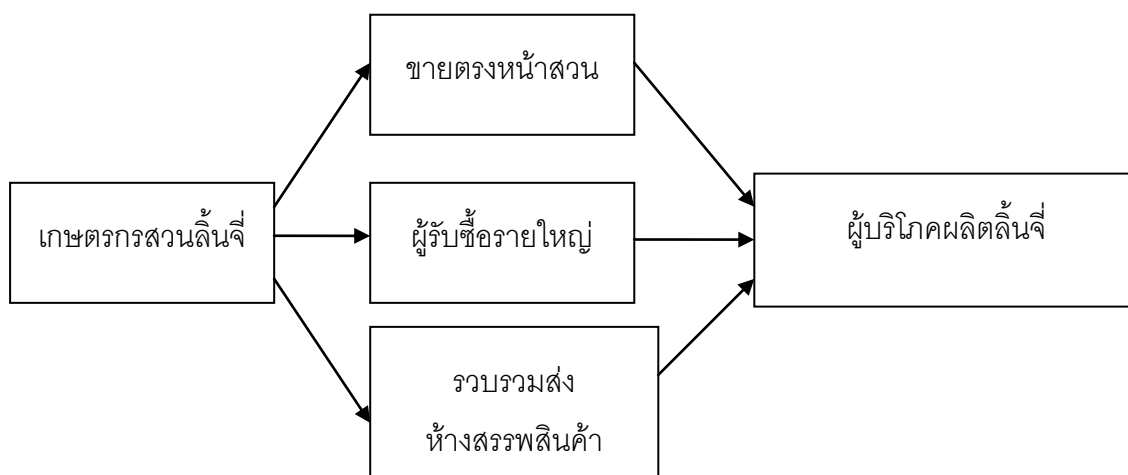 ขายตรงหน้าสวน
เกษตรกรสวนลิ้นจี่
ผู้รับซื้อรายใหญ่
ผู้บริโภคผลิตลิ้นจี่
รวบรวมส่ง
ห้างสรรพสินค้า